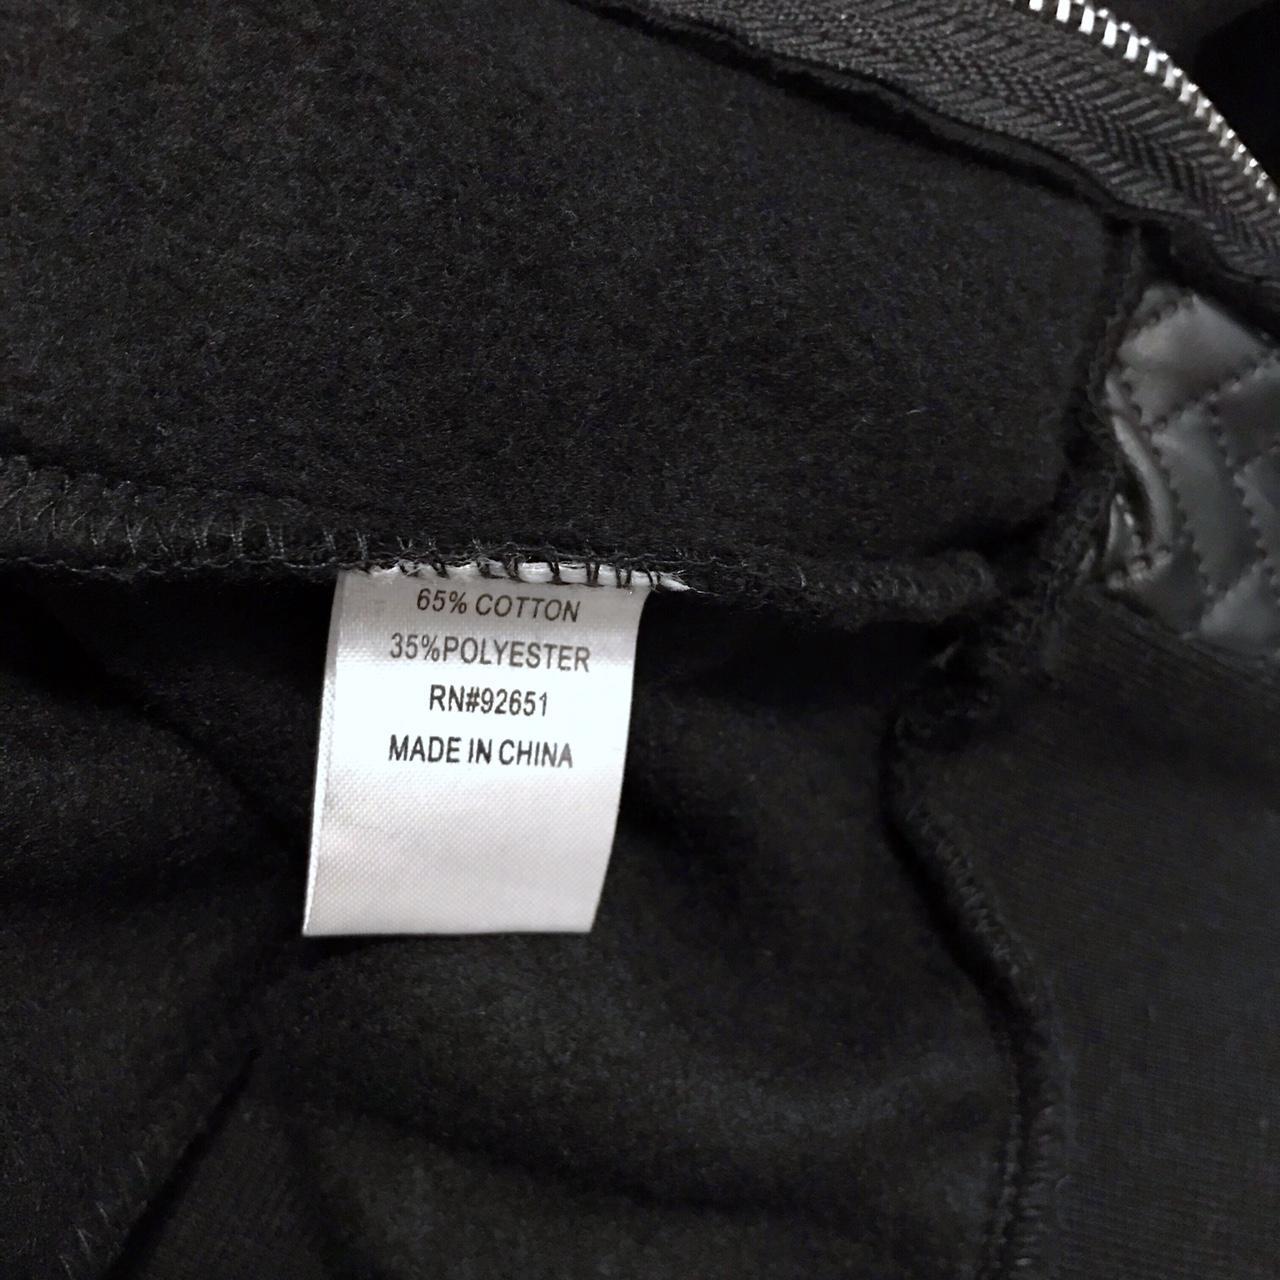 65% COTTON
35%POLYESTER
RN#92651
MADE IN CHINA